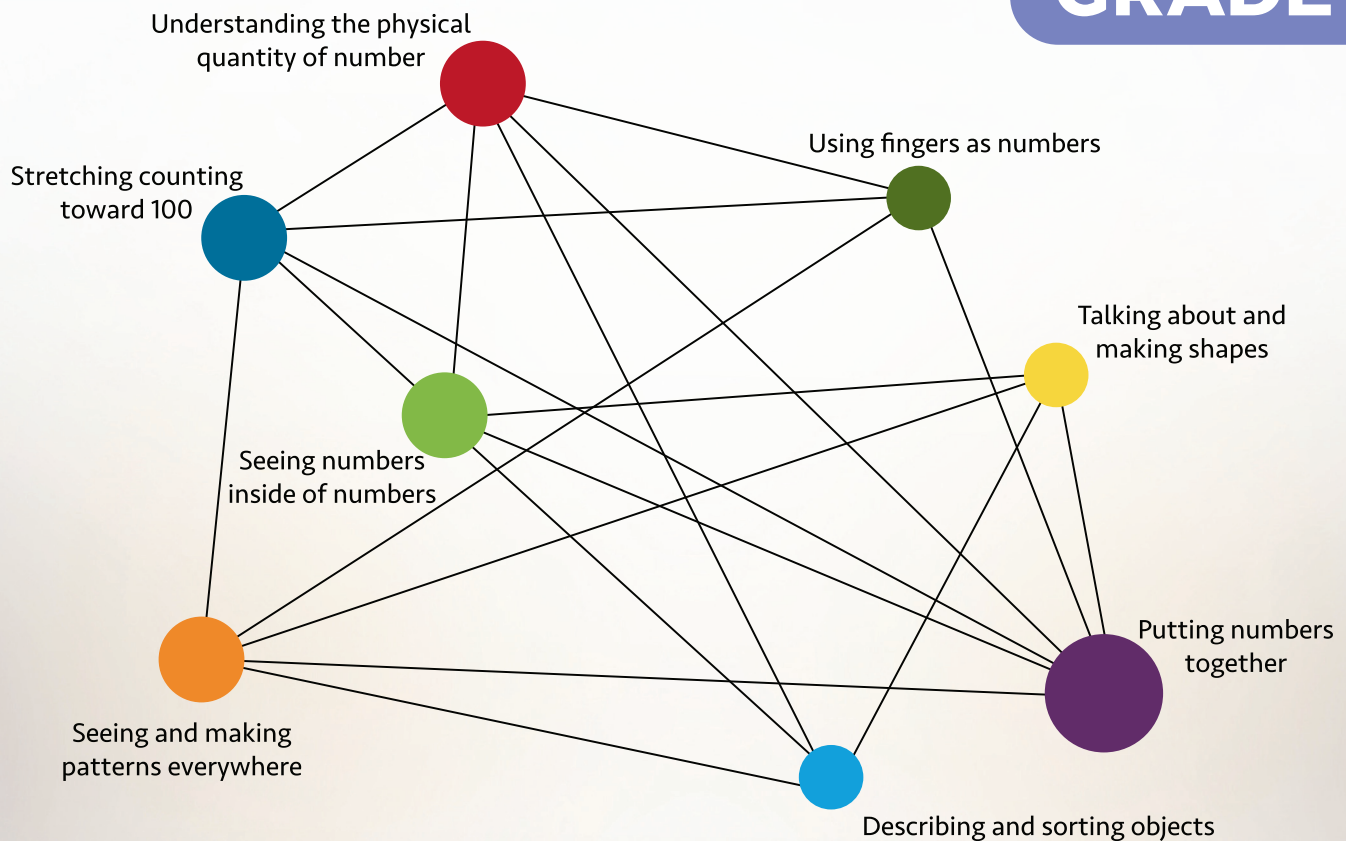 GRADE
Understanding the physical
quantity of number
Using fingers as numbers
Stretching counting
toward 100
Talking about and
making shapes
Seeing numbers
inside of numbers
Putting numbers
together
Seeing and making
patterns everywhere
Describing and sorting objects